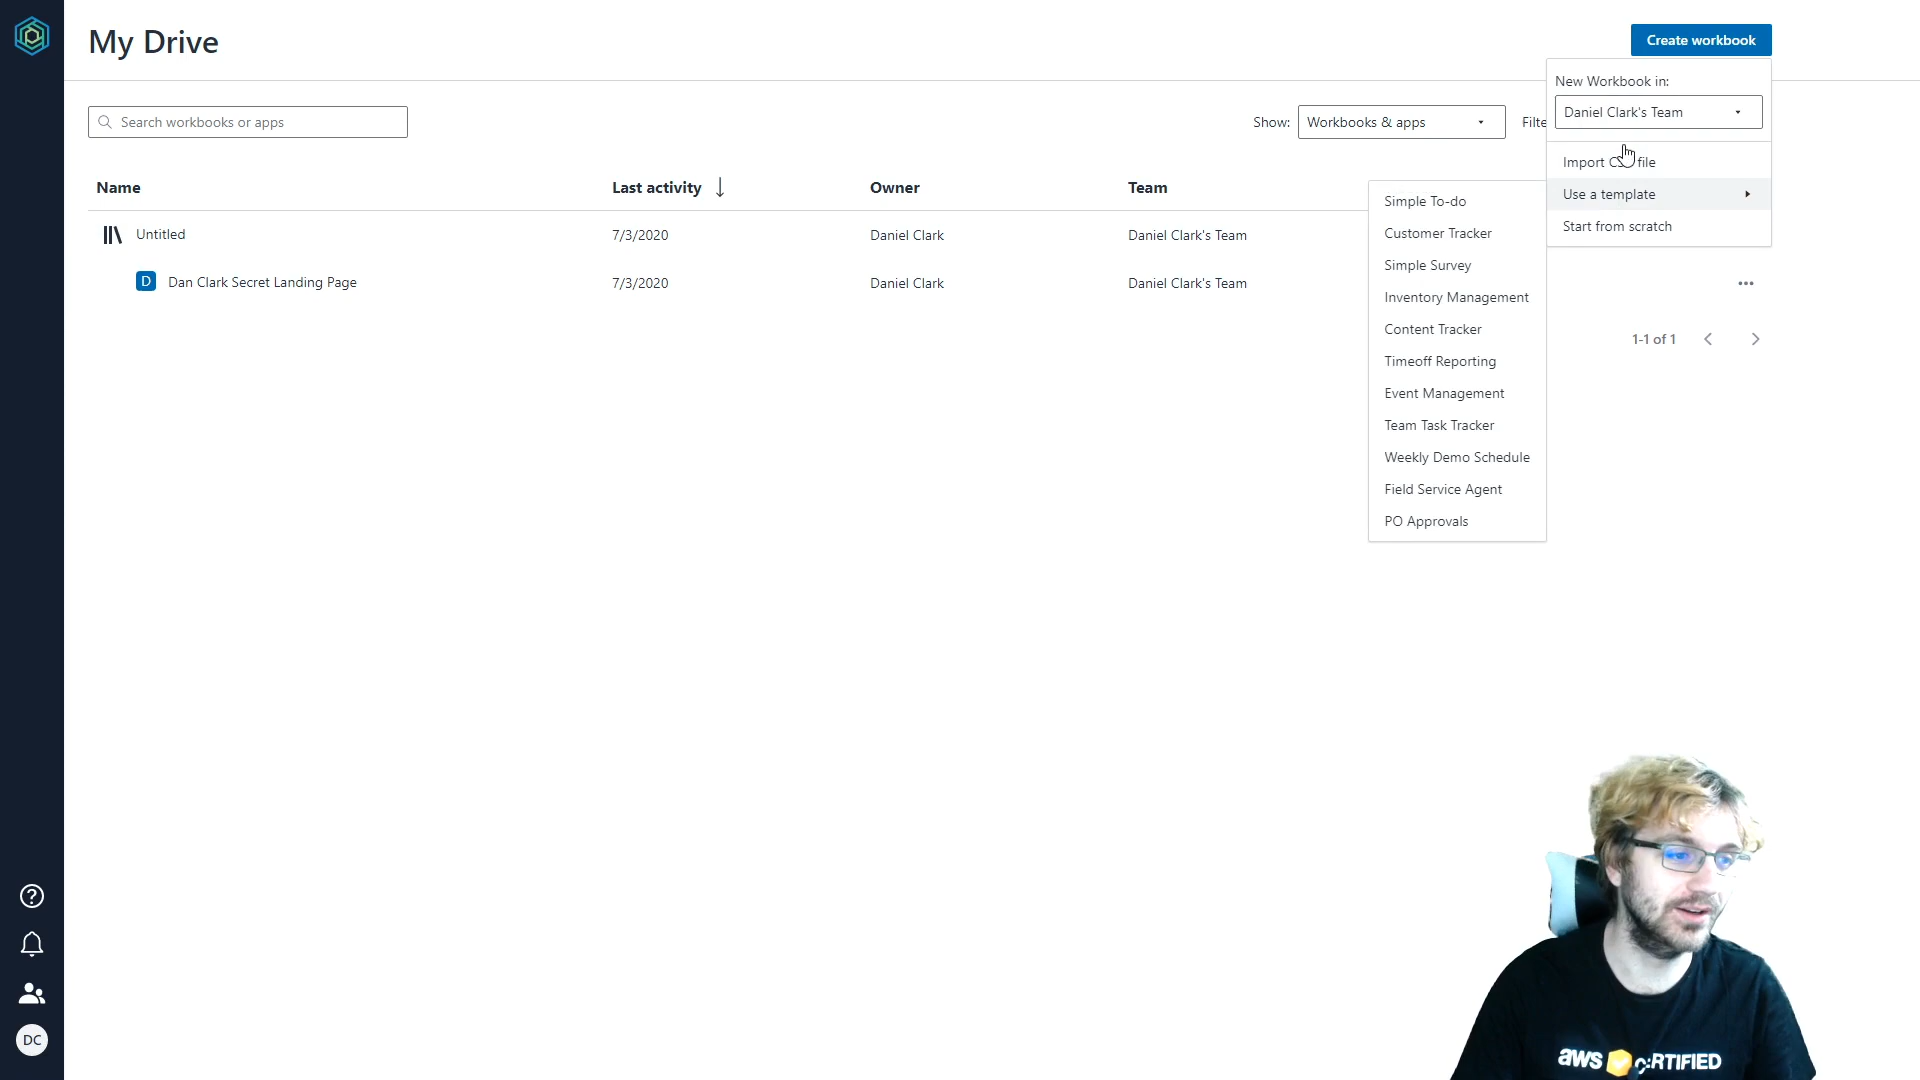 My Drive
Create workbook
New Workbook in:
Daniel Clark's Team
Search workbooks or apps
Show:
Workbooks & apps
Import file
Use a template
Start from scratch
Name
Last activity
Owner
Team
Untitled
7/3/2020
Daniel Clark
Daniel Clark's Team
D
Dan Clark Secret Landing Page
7/3/2020
Daniel Clark
Daniel Clark's Team
Simple To-do
Customer Tracker
Simple Survey
Inventory Management
Content Tracker
Timeoff Reporting
Event Management
Team Task Tracker
Weekly Demo Schedule
Field Service Agent
PO Approvals
1-1 of 1
DC
aws CERTIFIED